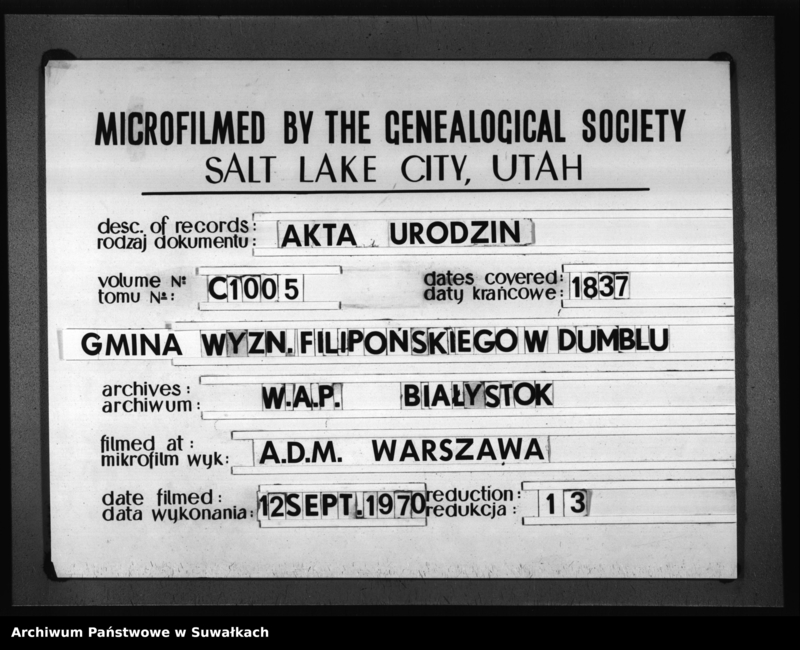 MICROFILMED BY THE GENEALOGICAL SOCIETY
SALT LAKE CITY, UTAH
desc. of records:
rodzaj dokumentu: AKTA URODZIN
volume Nº
tomu Nº: C1005
dates covered:
daty krańcowe: 1837
GMINA WYZN. FILIPOŃSKIEGO W DUMBLU
archives:
archiwum: W.A.P. BIAŁYSTOK
filmed at:
mikrofilm wyk: A.D.M. WARSZAWA
date filmed:
data wykonania: 12 SEPT. 1970
reduction:
redukcja: 13
Archiwum Państwowe w Suwałkach